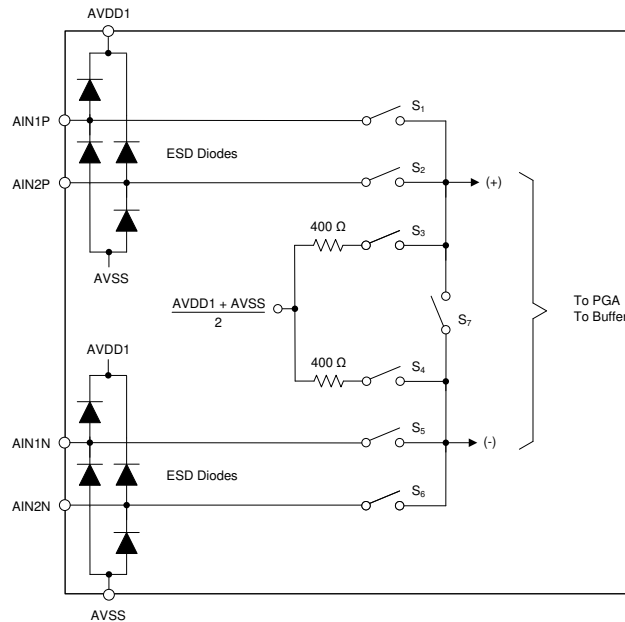 AVDD1
AIN1P
S1
ESD Diodes
AIN2P
S2
(+)
400 Ω
S3
AVSS
AVDD1 + AVSS
2
To PGA
To Buffer
S7
AVDD1
400 Ω
S4
AIN1N
S5
(-)
ESD Diodes
AIN2N
S6
AVSS